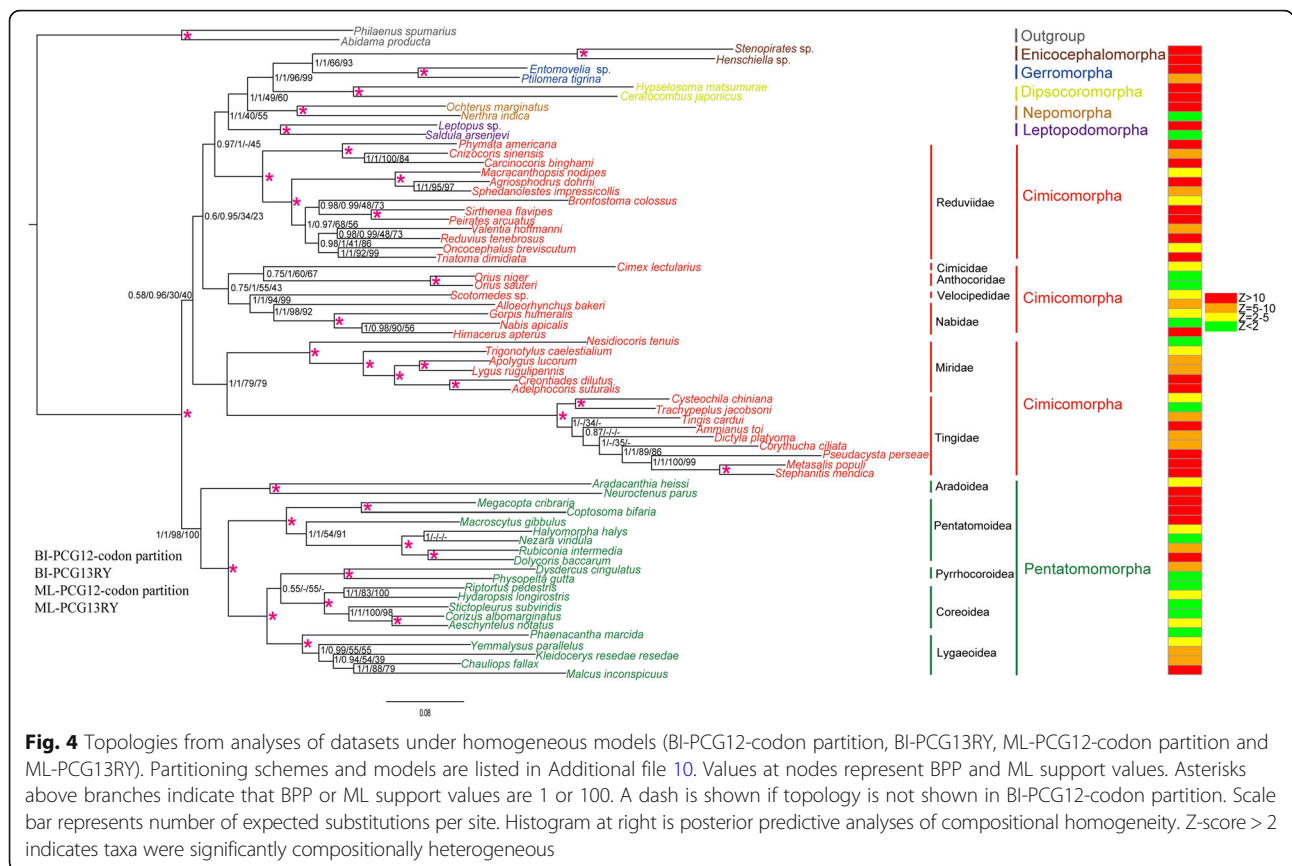 Philaenus spumarius
Abidama producta
Stenopirates sp.
Henschiella sp.
Entomovelia sp.
Ptilomera tigrina
Hypselosoma matsumurae
Ceratocombus japonicus
Ochterus marginatus
Nerthra indica
Leptopus sp.
Saldula arsenjevi
Phymata americana
Cnizocoris sinensis
Carcinocoris binghami
Macracanthopsis nodipes
Agriosphodrus dohrni
Sphedanolestes impressicollis
Brontostoma colossus
Sirthenea flavipes
Peirates arcuatus
Valentia hoffmanni
Reduvius tenebrosus
Oncocephalus breviscutum
Triatoma dimidiata
Cimex lectularius
Orius niger
Orius sauteri
Scotomedes sp.
Alloeorhynchus bakeri
Gorpis humeralis
Nabis apicalis
Himacerus apterus
Nesidiocoris tenuis
Trigonotylus caelestialium
Apolygus lucorum
Lygus rugulipennis
Creontiades dilutus
Adelphocoris suturalis
Cysteochila chiniana
Trachypeplus jacobsoni
Tingis cardui
Ammianus toi
Dictyla platyoma
Corythucha ciliata
Pseudacysta perseae
Metasalis populi
Stephanitis mendica
Aradacanthia heissi
Neuroctenus parus
Megacopta cribraria
Coptosoma bifaria
Macroscytus gibbulus
Halyomorpha halys
Nezara viridula
Rubiconia intermedia
Dolycoris baccarum
Dysdercus cingulatus
Physopelta gutta
Riptortus pedestris
Hydaropsis longirostris
Stictopleurus subviridis
Corizus albomarginatus
Aeschyntelus notatus
Phaenacantha marcida
Yemmalysus parallelus
Kleidocerys resedae resedae
Chauliops fallax
Malcus inconspicuus
1/1/66/93
1/1/96/99
1/1/49/60
1/1/40/55
0.97/1/-/45
1/1/100/84
1/1/95/97
0.6/0.95/34/23
0.98/0.99/48/73
1/0.97/68/56
0.98/0.99/48/73
0.98/1/41/86
1/1/92/99
0.75/1/60/67
0.75/1/55/43
0.58/0.96/30/40
1/1/94/99
1/1/98/92
1/0.98/90/56
1/1/79/79
1/-/34/-
0.87/-/-/-
1/-/35/-
1/1/89/86
1/1/100/99
1/1/98/100
1/1/54/91
1/-/-/-
0.55/-/55/-
1/1/83/100
1/1/100/98
1/0.99/55/55
1/0.94/54/39
1/1/88/79
BI-PCG12-codon partition
BI-PCG13RY
ML-PCG12-codon partition
ML-PCG13RY
0.08
Reduviidae
Cimicidae
Anthocoridae
Velocipedidae
Nabidae
Miridae
Tingidae
Aradoidea
Pentatomoidea
Pyrrhocoroidea
Coreoidea
Lygaeoidea
Outgroup
Enicocephalomorpha
Gerromorpha
Dipsocoromorpha
Nepomorpha
Leptopodomorpha
Cimicomorpha
Cimicomorpha
Cimicomorpha
Pentatomomorpha
Z>10
Z=5-10
Z=2-5
Z<2
Fig. 4 Topologies from analyses of datasets under homogeneous models (BI-PCG12-codon partition, BI-PCG13RY, ML-PCG12-codon partition and
ML-PCG13RY). Partitioning schemes and models are listed in Additional file 10. Values at nodes represent BPP and ML support values. Asterisks
above branches indicate that BPP or ML support values are 1 or 100. A dash is shown if topology is not shown in BI-PCG12-codon partition. Scale
bar represents number of expected substitutions per site. Histogram at right is posterior predictive analyses of compositional homogeneity. Z-score > 2
indicates taxa were significantly compositionally heterogeneous